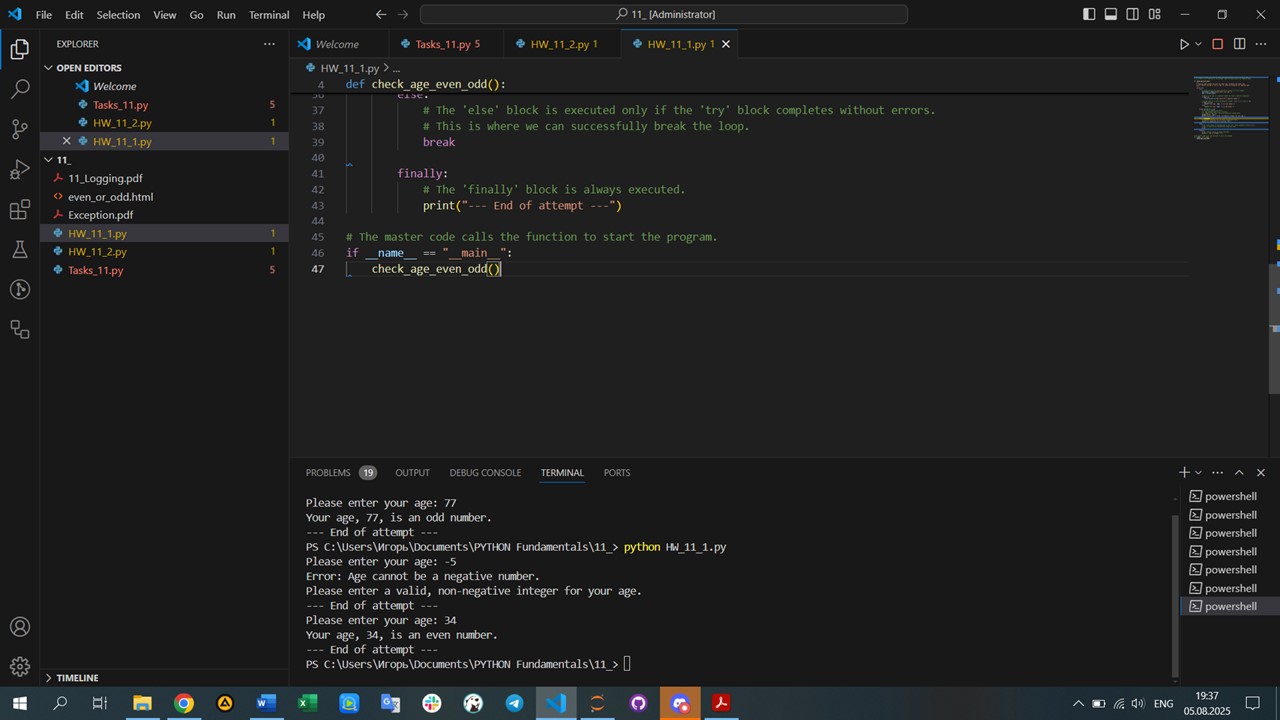 File Edit Selection View Go Run Terminal Help
11_ [Administrator]
EXPLORER
OPEN EDITORS
Welcome
Tasks_11.py 5
HW_11_2.py 1
HW_11_1.py 1
11_
11_Logging.pdf
even_or_odd.html
Exception.pdf
HW_11_1.py 1
HW_11_2.py 1
Tasks_11.py 5
TIMELINE
Welcome Tasks_11.py 5 HW_11_2.py 1 HW_11_1.py 1
HW_11_1.py > ...
4 def check_age_even_odd():
36 else:
37 # The 'else' block is executed only if the 'try' block completes without errors.
38 # This is where we can successfully break the loop.
39 break
40
41 finally:
42 # The 'finally' block is always executed.
43 print("--- End of attempt ---")
44
45 # The master code calls the function to start the program.
46 if __name__ == "__main__":
47 check_age_even_odd()
PROBLEMS 19 OUTPUT DEBUG CONSOLE TERMINAL PORTS
Please enter your age: 77
Your age, 77, is an odd number.
--- End of attempt ---
PS C:\Users\Игорь\Documents\PYTHON Fundamentals\11_> python HW_11_1.py
Please enter your age: -5
Error: Age cannot be a negative number.
Please enter a valid, non-negative integer for your age.
--- End of attempt ---
Please enter your age: 34
Your age, 34, is an even number.
--- End of attempt ---
PS C:\Users\Игорь\Documents\PYTHON Fundamentals\11_>
powershell
powershell
powershell
powershell
powershell
powershell
powershell
ENG
19:37
05.08.2025